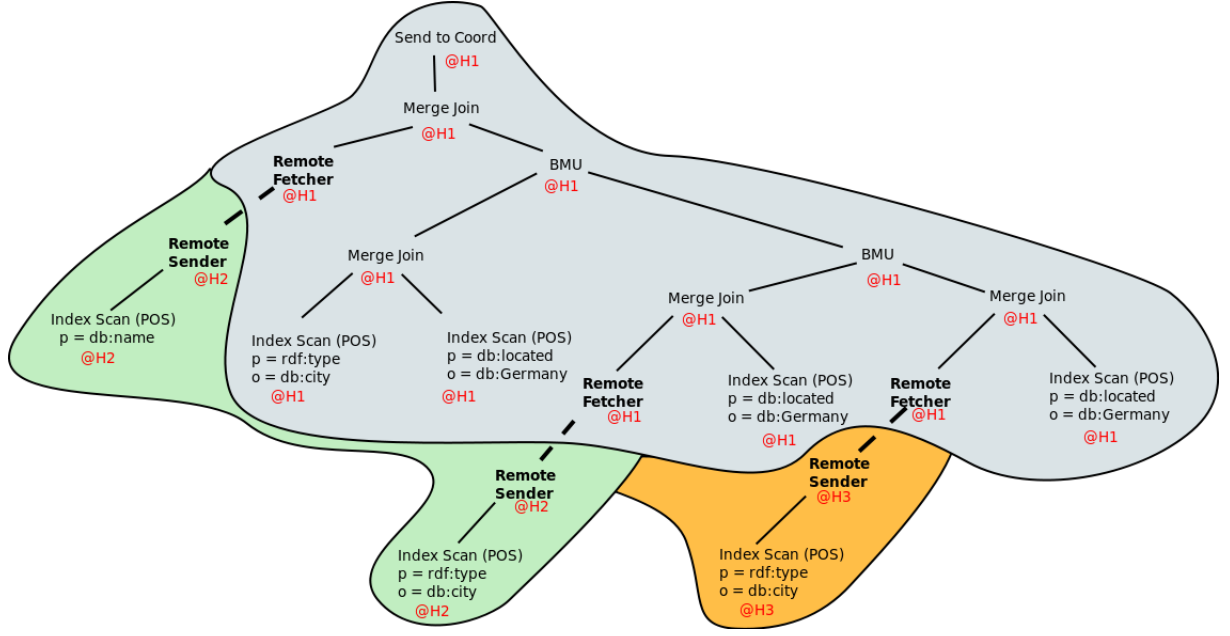 Send to Coord
@H1
Merge Join
@H1
Remote
Fetcher
@H1
BMU
@H1
Remote
Sender
@H2
Merge Join
@H1
BMU
@H1
Merge Join
@H1
Merge Join
@H1
Index Scan (POS)
p = db:name
@H2
Index Scan (POS)
p = rdf:type
o = db:city
@H1
Index Scan (POS)
p = db:located
o = db:Germany
@H1
Remote
Fetcher
@H1
Index Scan (POS)
p = db:located
o = db:Germany
@H1
Remote
Fetcher
@H1
Index Scan (POS)
p = db:located
o = db:Germany
@H1
Remote
Sender
@H2
Remote
Sender
@H3
Index Scan (POS)
p = rdf:type
o = db:city
@H2
Index Scan (POS)
p = rdf:type
o = db:city
@H3